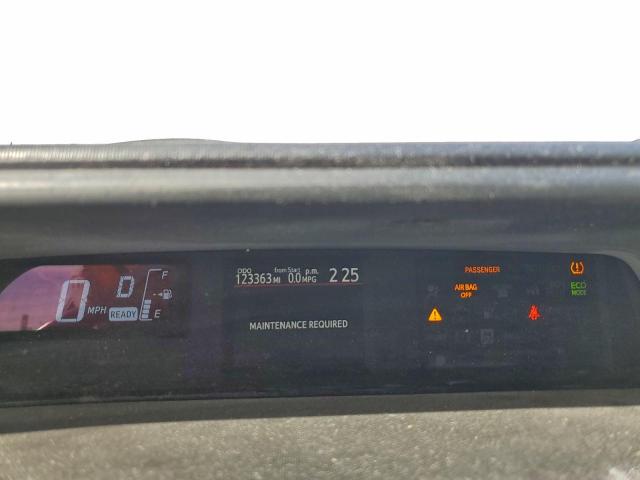 0 MPH
D
READY
F
E
ODO from Start p.m.
123363 MI 0.0 MPG 2 25
MAINTENANCE REQUIRED
PASSENGER
AIR BAG
OFF
ECO
MODE